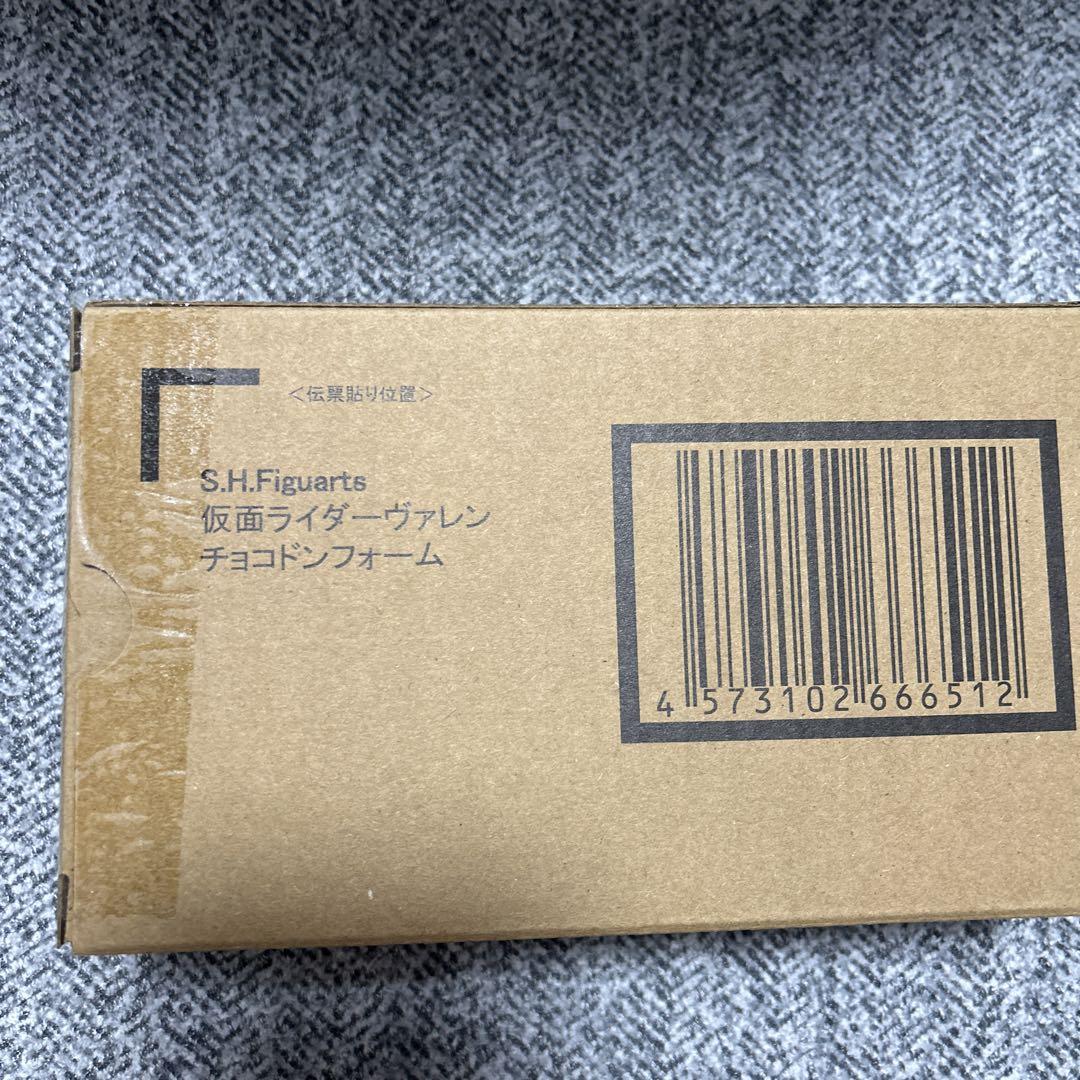 <伝票貼り位置>
S.H.Figuarts
仮面ライダーヴァレン
チョコドンフォーム
4 573102 666512